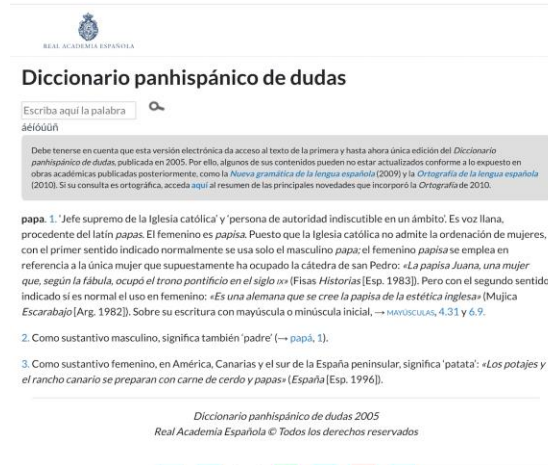 REAL ACADEMIA ESPAÑOLA
Diccionario panhispánico de dudas
Escriba aquí la palabra
áéíóúüñ
Debe tenerse en cuenta que esta versión electrónica da acceso al texto de la primera y hasta ahora única edición del Diccionario
panhispánico de dudas, publicada en 2005. Por ello, algunos de sus contenidos pueden no estar actualizados conforme a lo expuesto en
obras académicas publicadas posteriormente, como la Nueva gramática de la lengua española (2009) y la Ortografía de la lengua española
(2010). Si su consulta es ortográfica, acceda aquí al resumen de las principales novedades que incorporó la Ortografía de 2010.
papa. 1. 'Jefe supremo de la Iglesia católica' y 'persona de autoridad indiscutible en un ámbito'. Es voz llana,
procedente del latín papas. El femenino es papisa. Puesto que la Iglesia católica no admite la ordenación de mujeres,
con el primer sentido indicado normalmente se usa solo el masculino papa; el femenino papisa se emplea en
referencia a la única mujer que supuestamente ha ocupado la cátedra de san Pedro: «La papisa Juana, una mujer
que, según la fábula, ocupó el trono pontificio en el siglo IX» (Fisas Historias [Esp. 1983]). Pero con el segundo sentido
indicado sí es normal el uso en femenino: «Es una alemana que se cree la papisa de la estética inglesa» (Mujica
Escarabajo [Arg. 1982]). Sobre su escritura con mayúscula o minúscula inicial, → MAYÚSCULAS, 4.31 y 6.9.
2. Como sustantivo masculino, significa también 'padre' (→ papá, 1).
3. Como sustantivo femenino, en América, Canarias y el sur de la España peninsular, significa 'patata': «Los potajes y
el rancho canario se preparan con carne de cerdo y papas» (España [Esp. 1996]).
Diccionario panhispánico de dudas 2005
Real Academia Española © Todos los derechos reservados